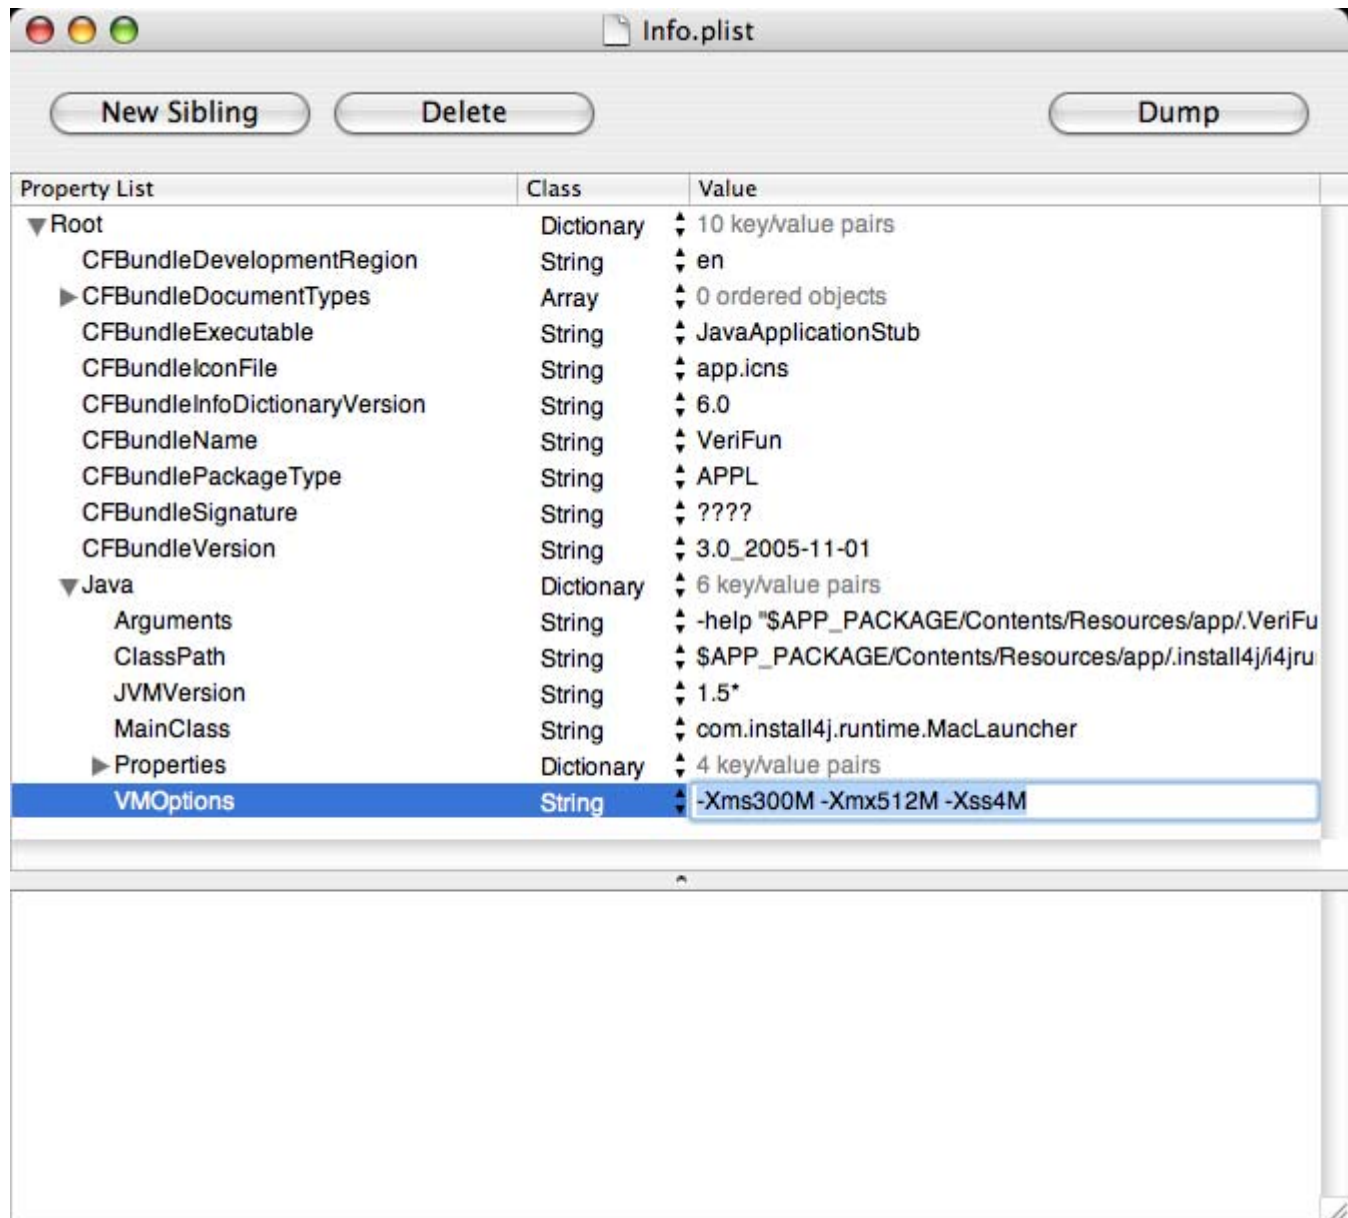 Info.plist
New Sibling Delete Dump
Property List Class Value
Root Dictionary 10 key/value pairs
CFBundleDevelopmentRegion String en
CFBundleDocumentTypes Array 0 ordered objects
CFBundleExecutable String JavaApplicationStub
CFBundleIconFile String app.icns
CFBundleInfoDictionaryVersion String 6.0
CFBundleName String VeriFun
CFBundlePackageType String APPL
CFBundleSignature String ????
CFBundleVersion String 3.0_2005-11-01
Java Dictionary 6 key/value pairs
Arguments String -help "$APP_PACKAGE/Contents/Resources/app/.VeriFu
ClassPath String $APP_PACKAGE/Contents/Resources/app/.install4j/i4jru
JVMVersion String 1.5*
MainClass String com.install4j.runtime.MacLauncher
Properties Dictionary 4 key/value pairs
VMOptions String -Xms300M -Xmx512M -Xss4M